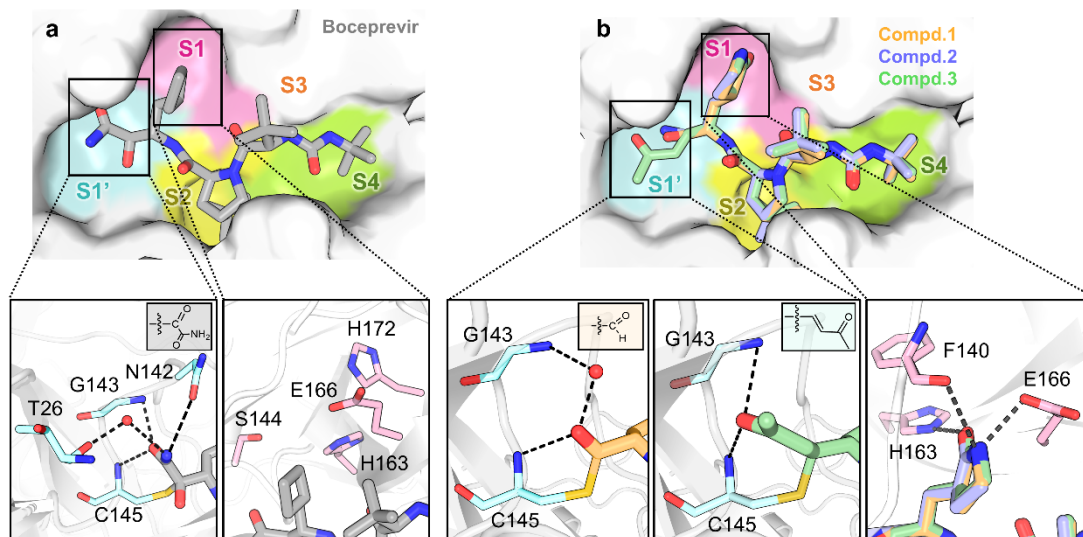 a
Boceprevir
S1
S3
S1’
S2
S4
b
Compd.1
Compd.2
Compd.3
S1
S3
S1’
S2
S4
G143
N142
T26
C145
O
O
NH₂
H172
E166
S144
H163
G143
C145
O
H
G143
C145
O
F140
E166
H163